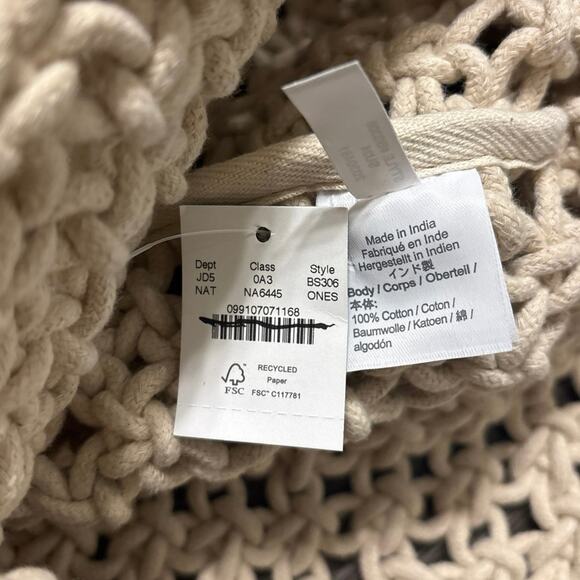 Dept Class Style
JD5 0A3 BS306
NAT NA6445 ONES
099107071168
RECYCLED
Paper
FSC
FSC™ C117781
Made in India
Fabriqué en Inde
Hergestellt in Indien
インド製
Body / Corps / Oberteil /
本体:
100% Cotton / Coton /
Baumwolle / Katoen / 綿 /
algodón